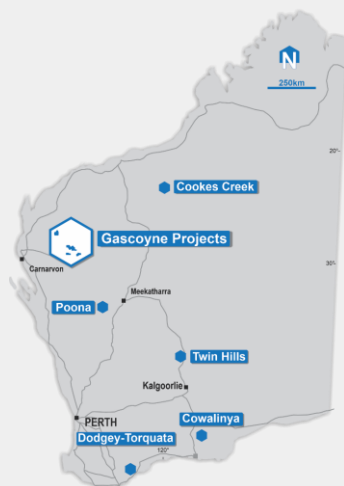 N
250km
20°
Cookes Creek
Gascoyne Projects
Carnarvon
30°
Meekatharra
Poona
Twin Hills
Kalgoorlie
Cowalinya
PERTH
Dodgey-Torquata
120°